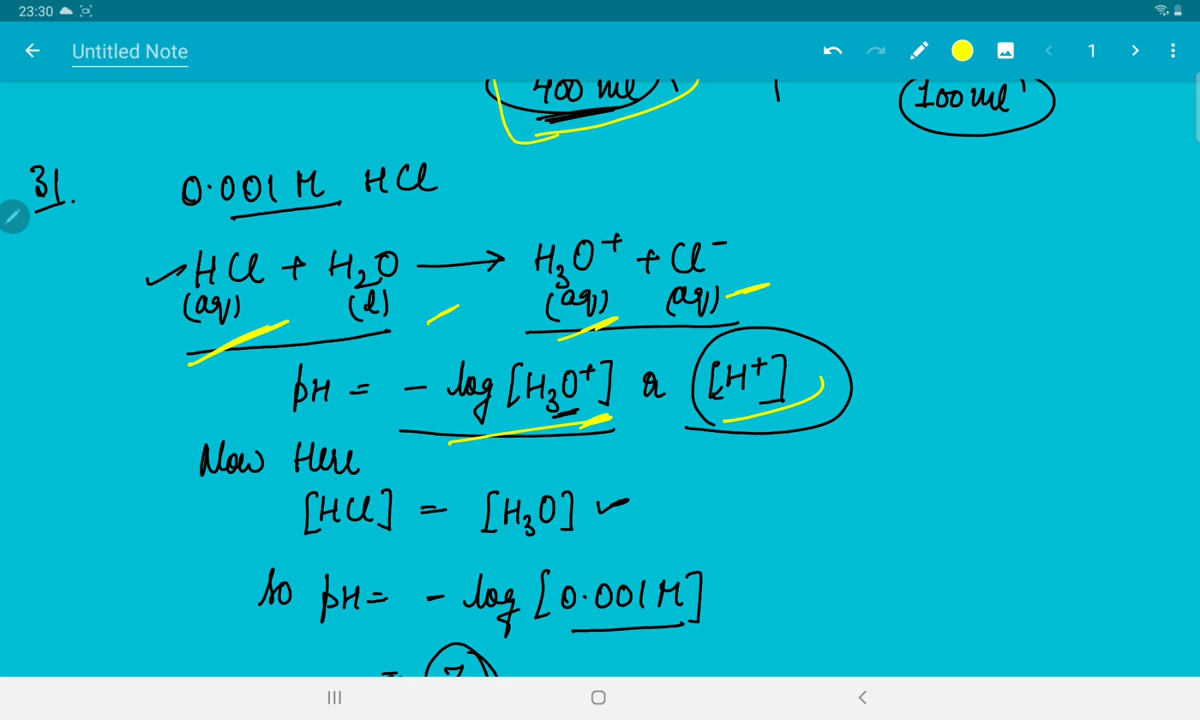 23:30
Untitled Note
1
400 ml
100 ml
31.
0.001 M HCl
HCl + H₂O ⟶ H₃O⁺ + Cl⁻
(aq) (l) (aq) (aq)
pH = - log [H₃O⁺] or [H⁺]
Now Here
[HCl] = [H₃O]
so pH = - log [0.001 M]
=